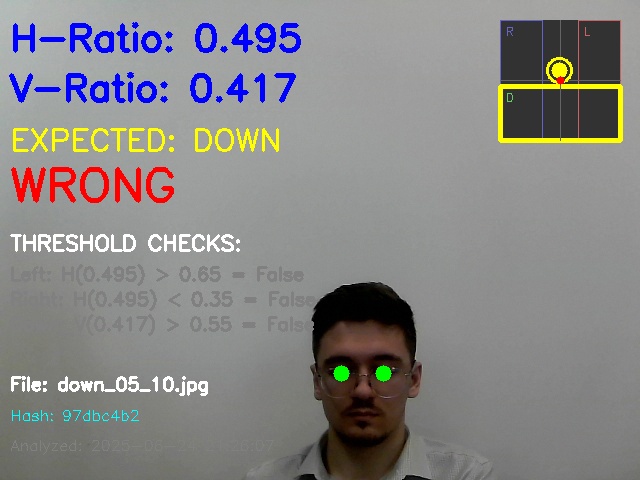 H-Ratio: 0.495
V-Ratio: 0.417
EXPECTED: DOWN
WRONG
THRESHOLD CHECKS:
Left: H(0.495) > 0.65 = False
Right: H(0.495) < 0.35 = False
V(0.417) > 0.55 = False
File: down_05_10.jpg
Hash: 97dbc4b2
Analyzed:
R
L
D